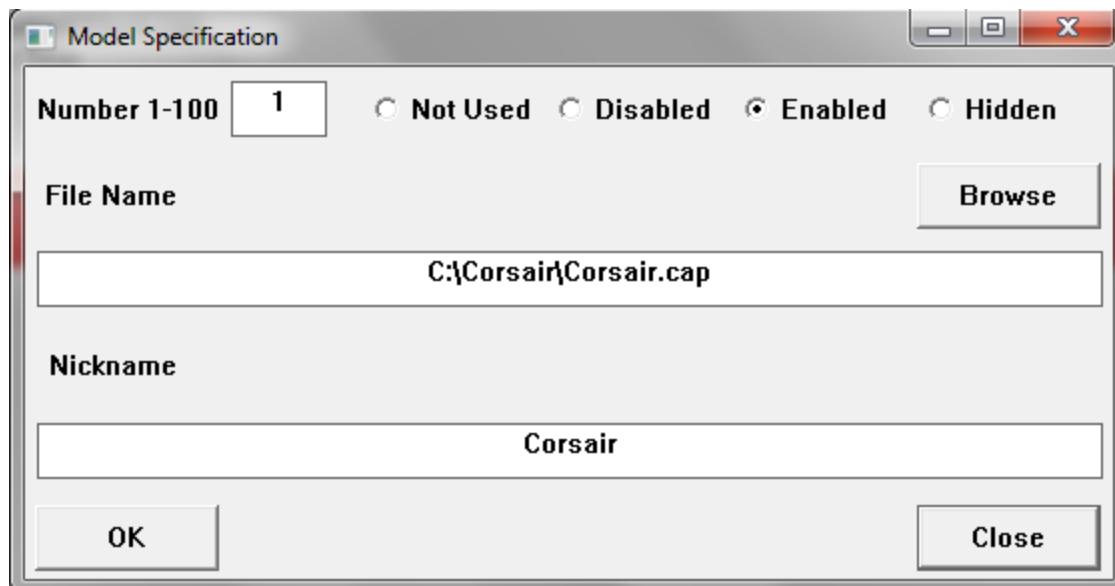 Model Specification
Number 1-100 1 Not Used Disabled Enabled Hidden
File Name Browse
C:\Corsair\Corsair.cap
Nickname
Corsair
OK Close